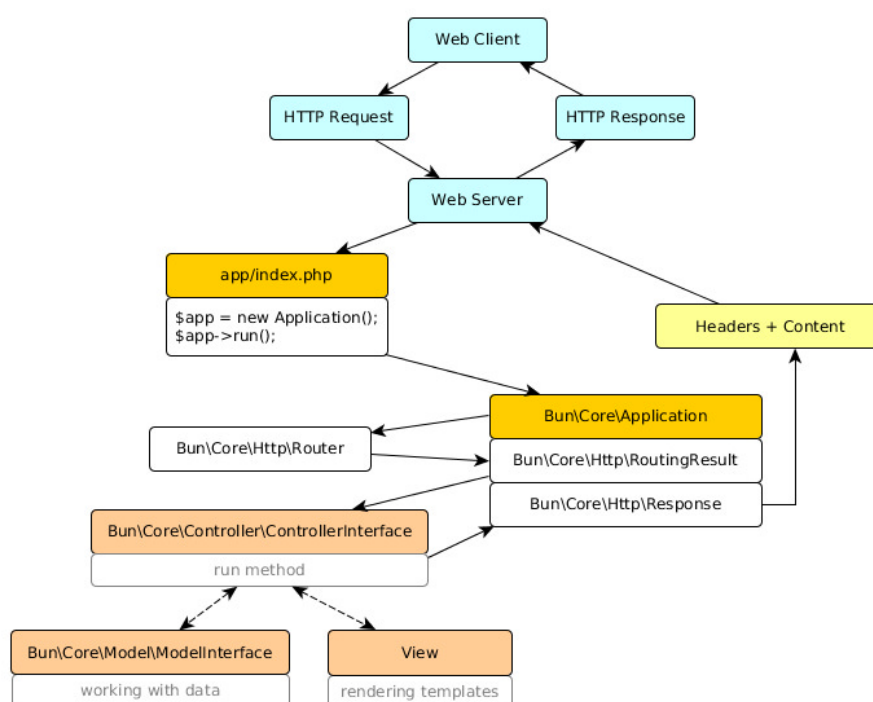 Web Client
HTTP Request
HTTP Response
Web Server
app/index.php
$app = new Application();
$app->run();
Headers + Content
Bun\Core\Application
Bun\Core\Http\Router
Bun\Core\Http\RoutingResult
Bun\Core\Http\Response
Bun\Core\Controller\ControllerInterface
run method
Bun\Core\Model\ModelInterface
View
working with data
rendering templates